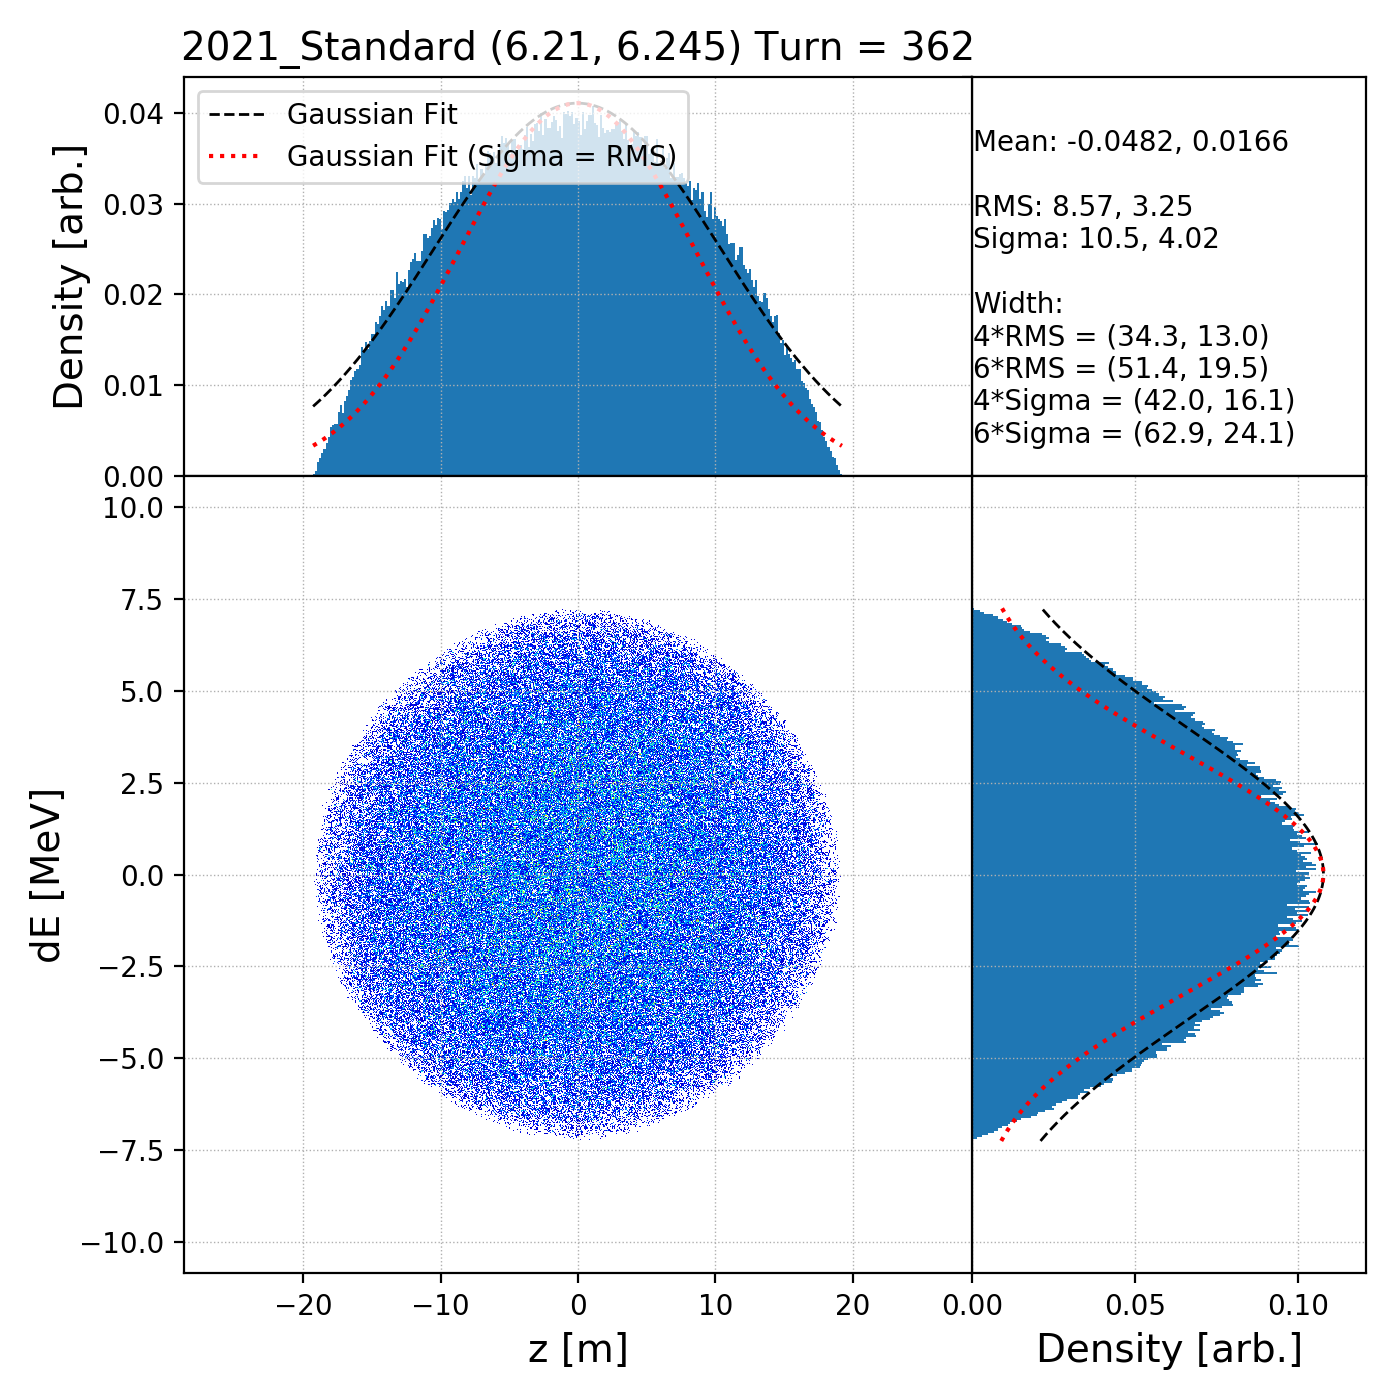 2021_Standard (6.21, 6.245) Turn = 362
Gaussian Fit
Gaussian Fit (Sigma = RMS)
Density [arb.]
0.04
0.03
0.02
0.01
0.00
Mean: -0.0482, 0.0166
RMS: 8.57, 3.25
Sigma: 10.5, 4.02
Width:
4*RMS = (34.3, 13.0)
6*RMS = (51.4, 19.5)
4*Sigma = (42.0, 16.1)
6*Sigma = (62.9, 24.1)
dE [MeV]
10.0
7.5
5.0
2.5
0.0
−2.5
−5.0
−7.5
−10.0
−20 −10 0 10 20
z [m]
0.00 0.05 0.10
Density [arb.]